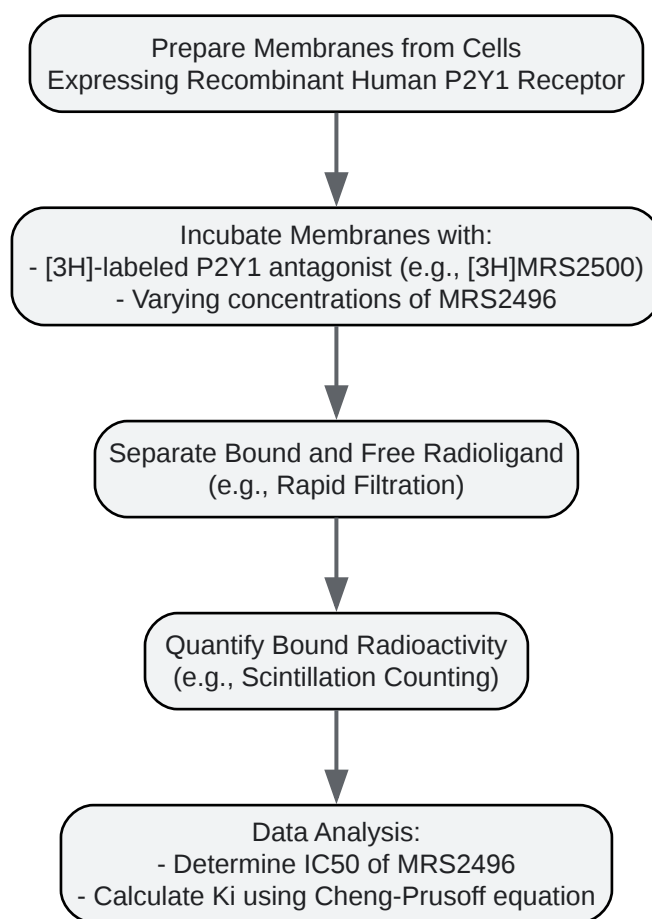 Prepare Membranes from Cells
Expressing Recombinant Human P2Y1 Receptor
Incubate Membranes with:
- [3H]-labeled P2Y1 antagonist (e.g., [3H]MRS2500)
- Varying concentrations of MRS2496
Separate Bound and Free Radioligand
(e.g., Rapid Filtration)
Quantify Bound Radioactivity
(e.g., Scintillation Counting)
Data Analysis:
- Determine IC50 of MRS2496
- Calculate Ki using Cheng-Prusoff equation